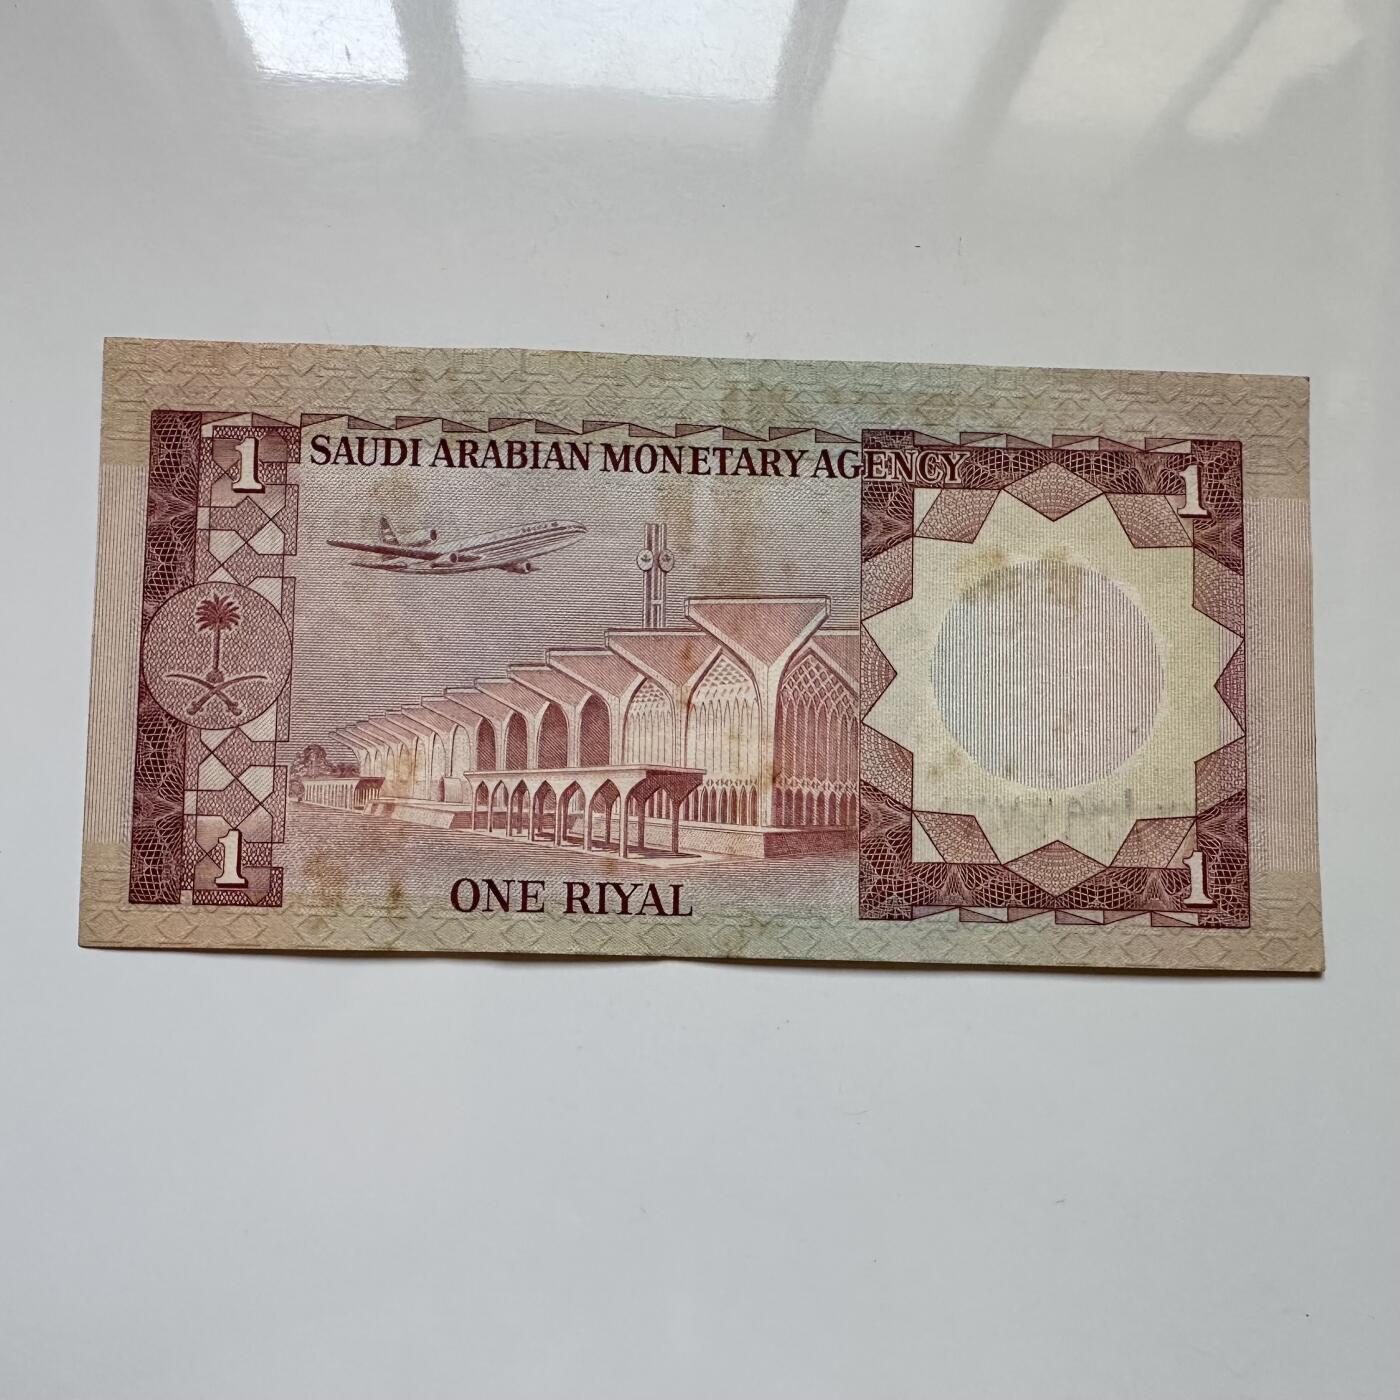 1 SAUDI ARABIAN MONETARY AGENCY 1
1 ONE RIYAL 1